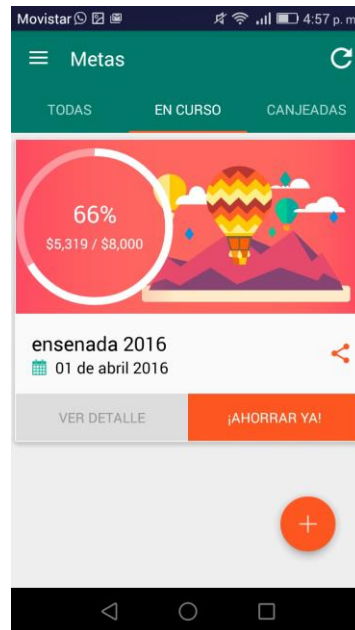 Movistar 4:57 p. m
Metas
TODAS EN CURSO CANJEADAS
66%
$5,319 / $8,000
ensenada 2016
01 de abril 2016
VER DETALLE ¡AHORRAR YA!